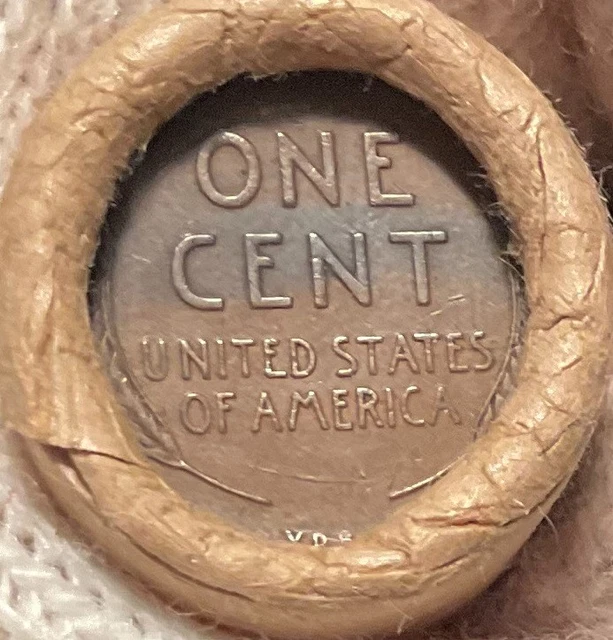 ONE
CENT
UNITED STATES
OF AMERICA